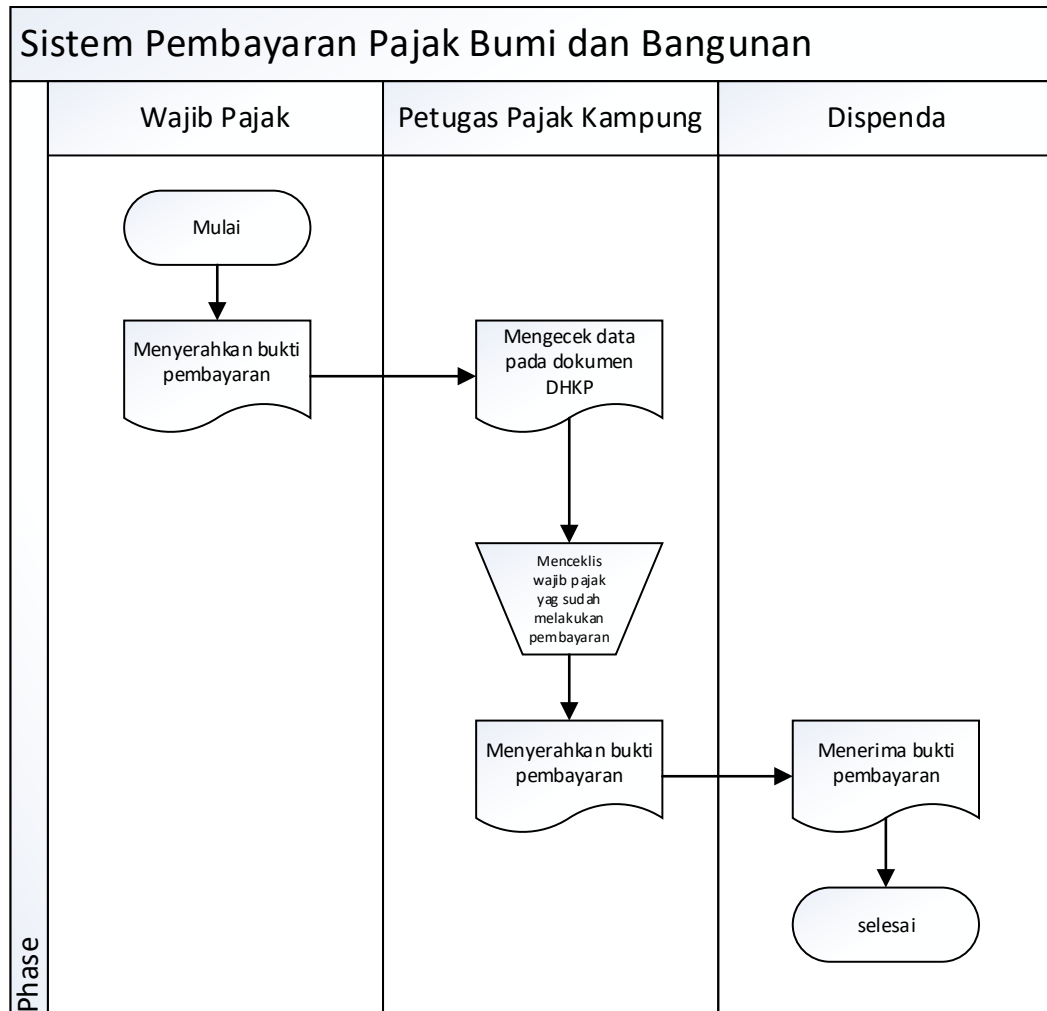 Sistem Pembayaran Pajak Bumi dan Bangunan
Wajib Pajak
Petugas Pajak Kampung
Dispenda
Mulai
Menyerahkan bukti
pembayaran
Mengecek data
pada dokumen
DHKP
Menceklis
wajib pajak
yag sudah
melakukan
pembayaran
Menyerahkan bukti
pembayaran
Menerima bukti
pembayaran
selesai
Phase